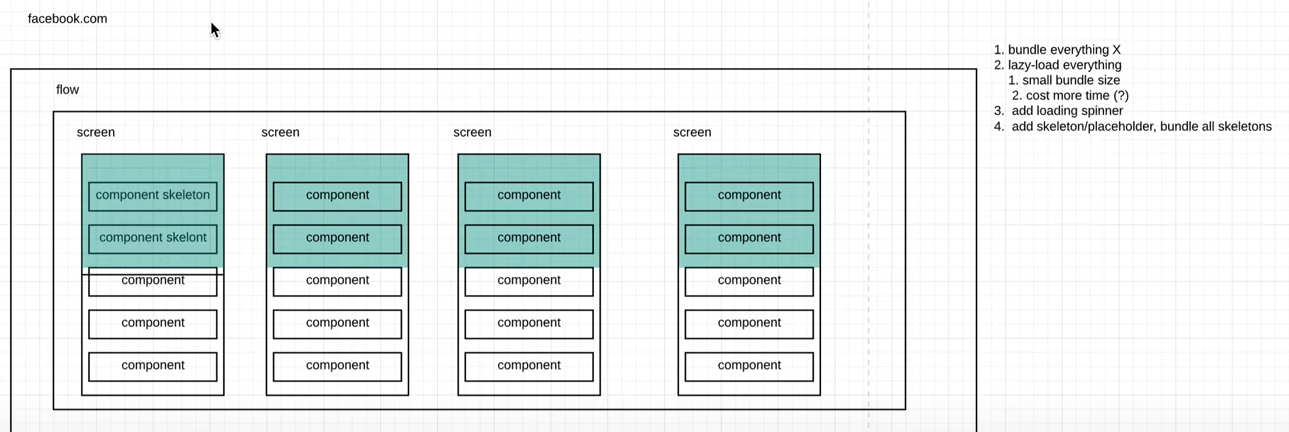 facebook.com
flow
screen
component skeleton
component skelont
component
component
component
screen
component
component
component
component
component
screen
component
component
component
component
component
screen
component
component
component
component
component
1. bundle everything X
2. lazy-load everything
1. small bundle size
2. cost more time (?)
3. add loading spinner
4. add skeleton/placeholder, bundle all skeletons